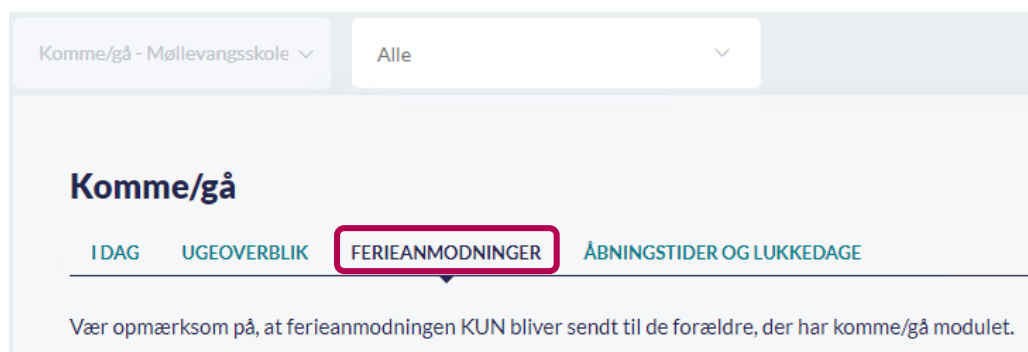 Komme/gå - Møllevangsskole Alle
Komme/gå
I DAG UGEOVERBLIK FERIEANMODNINGER ÅBNINGSTIDER OG LUKKEDAGE
Vær opmærksom på, at ferieanmodningen KUN bliver sendt til de forældre, der har komme/gå modulet.